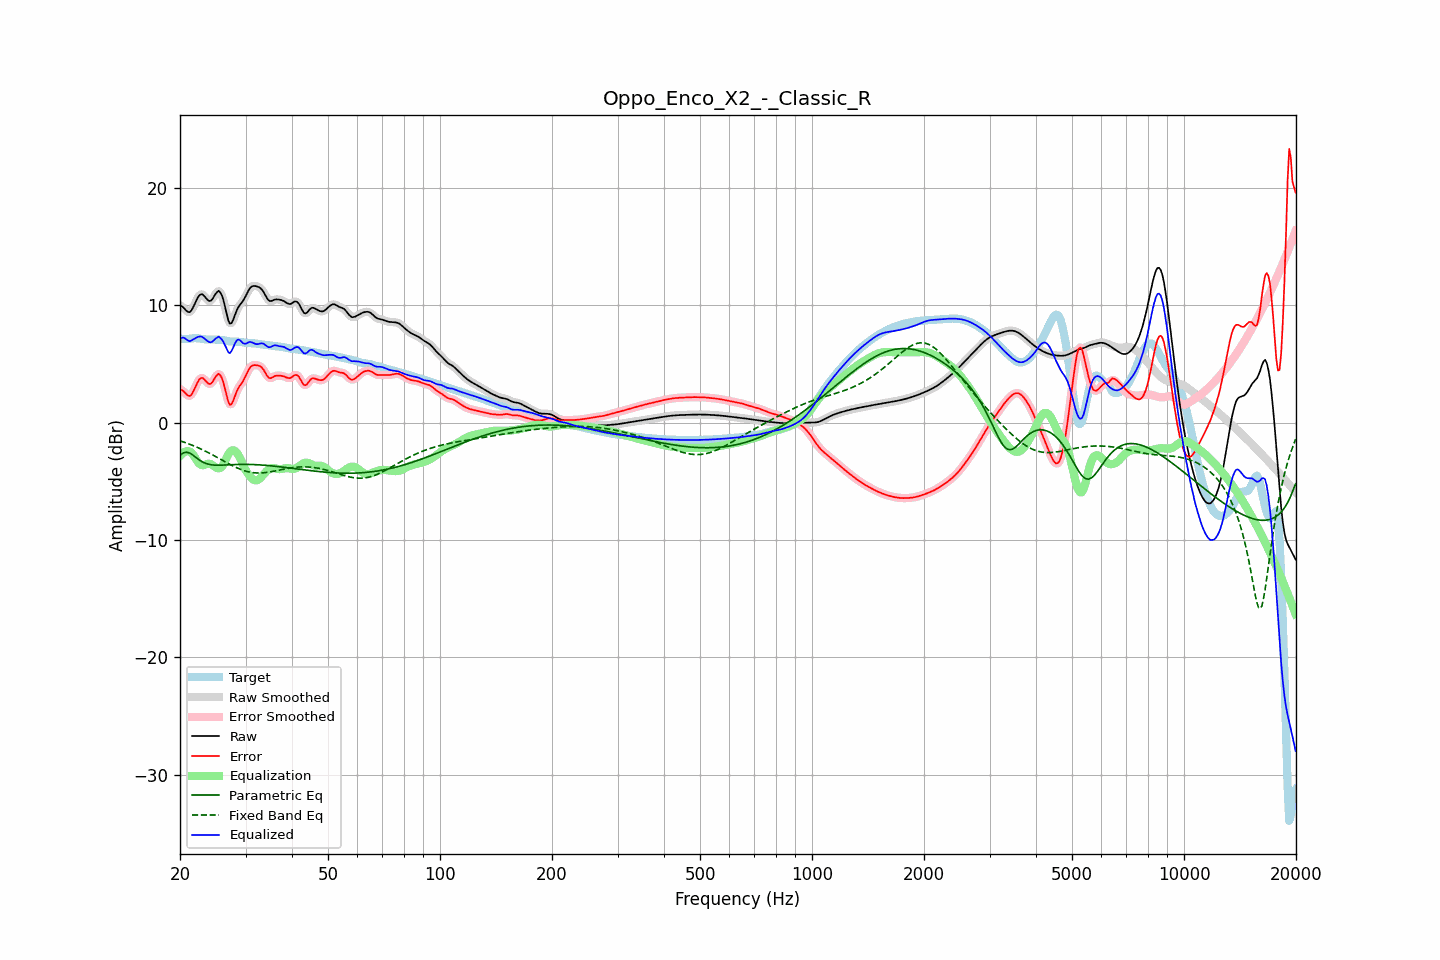 Oppo_Enco_X2_-_Classic_R
Amplitude (dBr)
20
10
0
−10
−20
−30
Target
Raw Smoothed
Error Smoothed
Raw
Error
Equalization
Parametric Eq
Fixed Band Eq
Equalized
20 50 100 200 500 1000 2000 5000 10000 20000
Frequency (Hz)